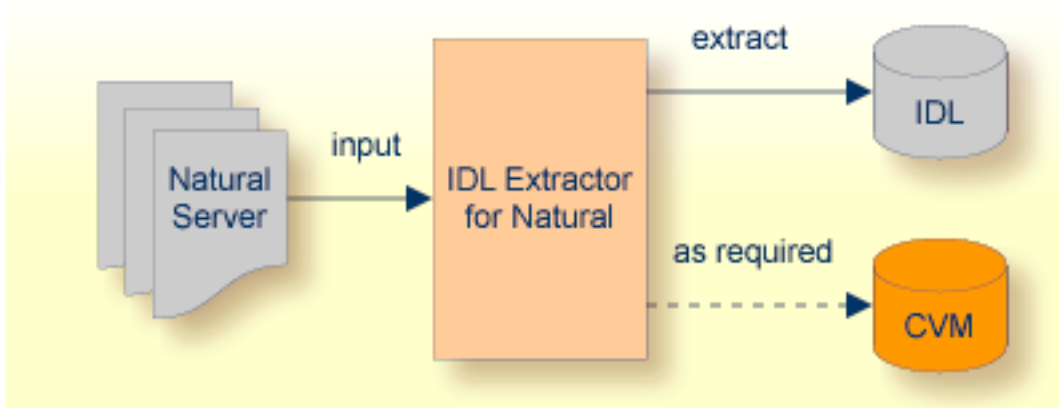 extract
IDL
input
Natural
Server
IDL Extractor
for Natural
as required
CVM